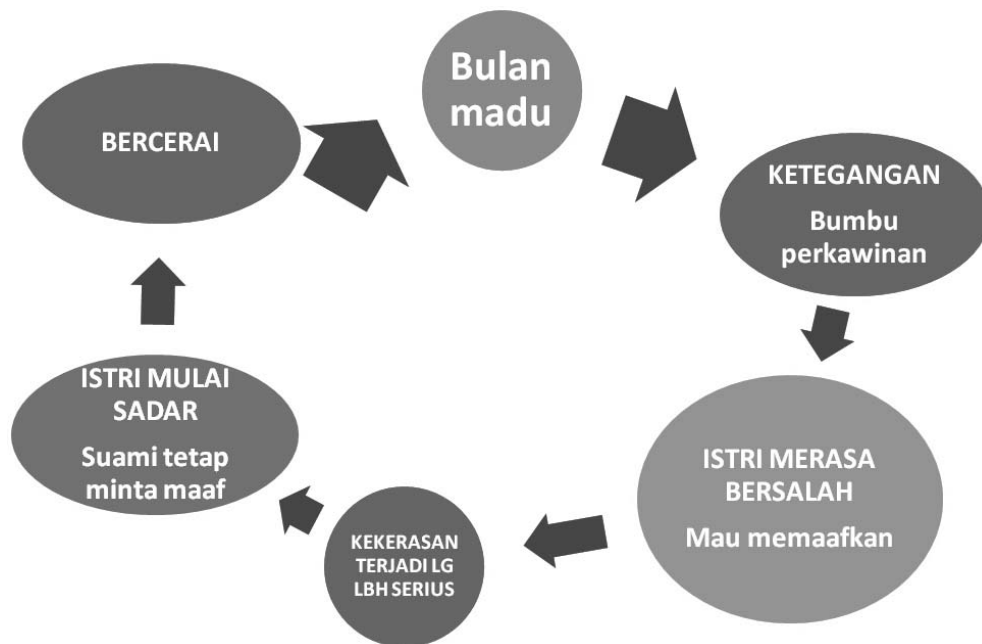 Bulan
madu
KETEGANGAN
Bumbu
perkawinan
ISTRI MERASA
BERSALAH
Mau memaafkan
KEKERASAN
TERJADI LG
LBH SERIUS
ISTRI MULAI
SADAR
Suami tetap
minta maaf
BERCERAI